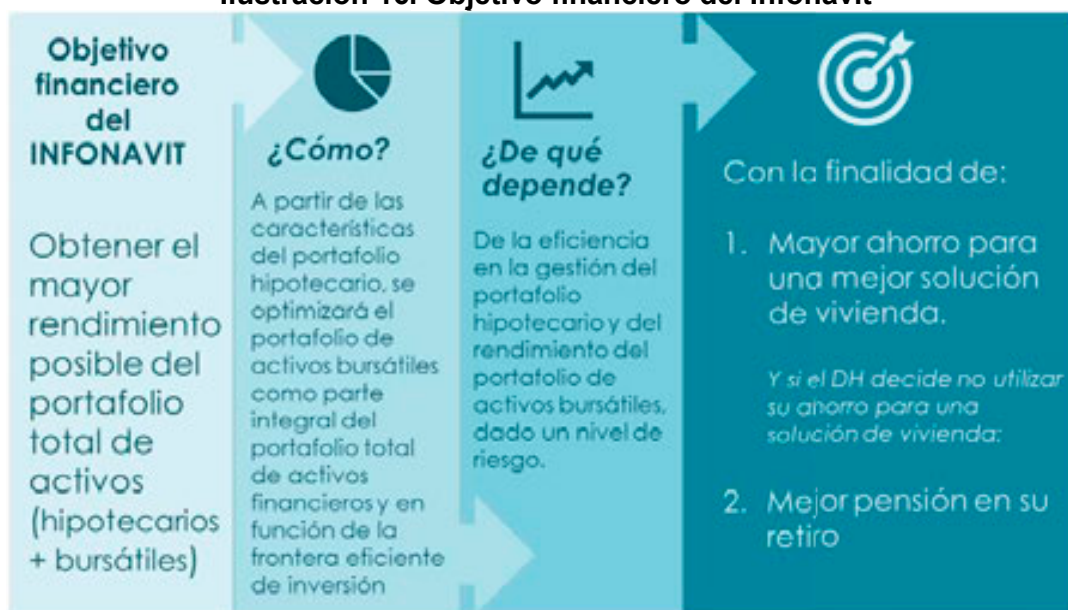 Ilustración 16. Objetivo financiero del Infonavit
Objetivo
financiero
del
INFONAVIT
Obtener el
mayor
rendimiento
posible del
portafolio
total de
activos
(hipotecarios
+ bursátiles)
¿Cómo?
A partir de las
características
del portafolio
hipotecario, se
optimizará el
portafolio de
activos bursátiles
como parte
integral del
portafolio total
de activos
financieros y en
función de la
frontera eficiente
de inversión
¿De qué
depende?
De la eficiencia
en la gestión del
portafolio
hipotecario y del
rendimiento del
portafolio de
activos bursátiles,
dado un nivel de
riesgo.
Con la finalidad de:
1. Mayor ahorro para
una mejor solución
de vivienda.
Y si el DH decide no utilizar
su ahorro para una
solución de vivienda:
2. Mejor pensión en su
retiro